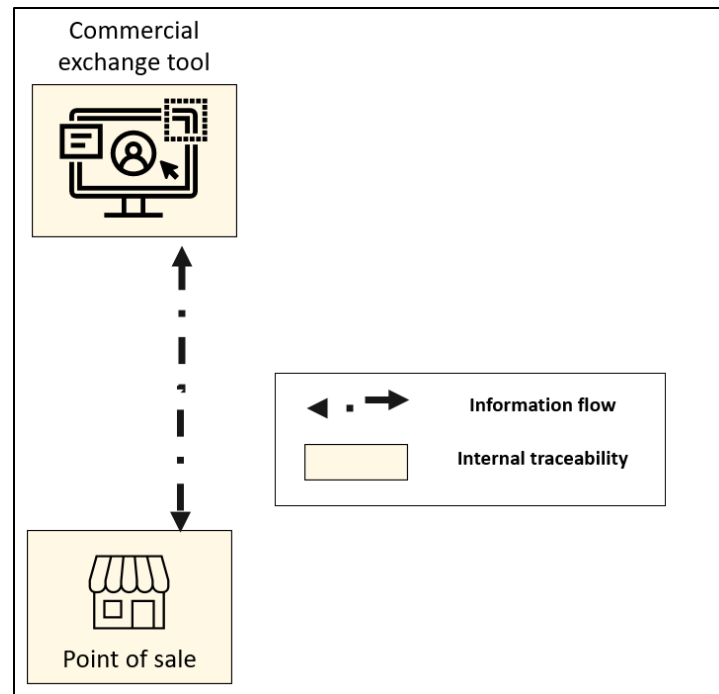 Commercial
exchange tool
Information flow
Internal traceability
Point of sale